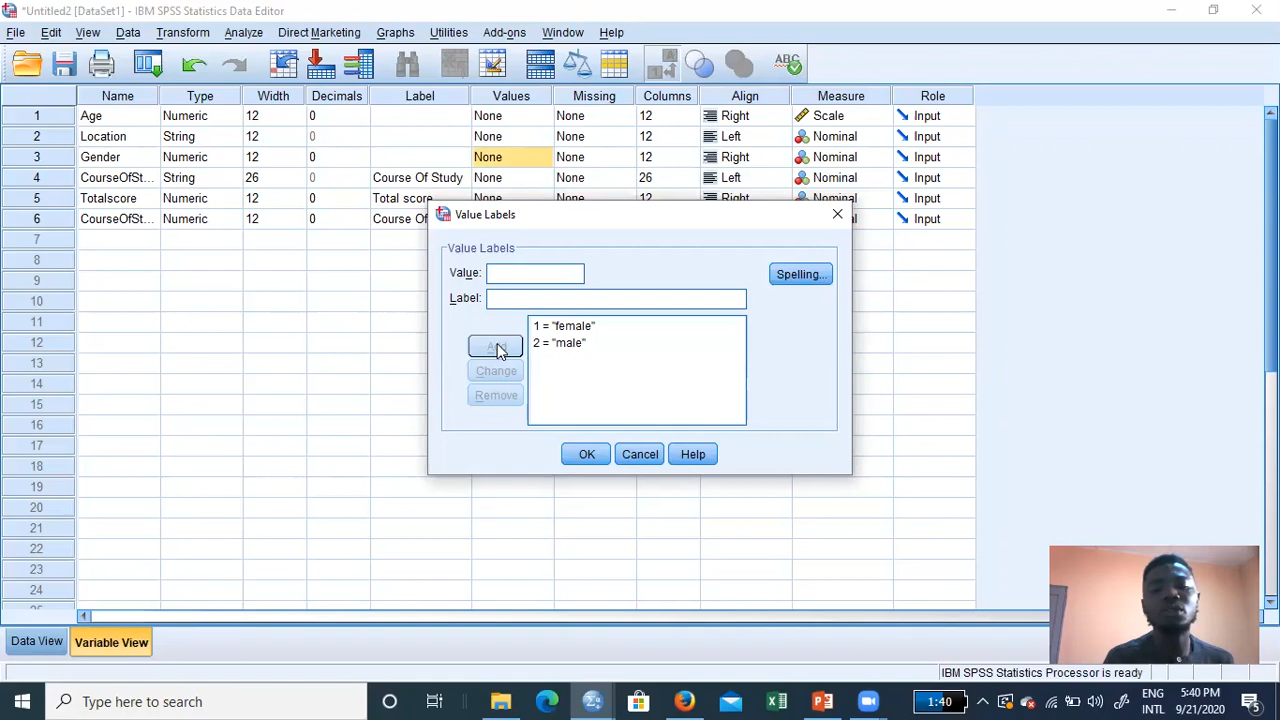 *Untitled2 [DataSet1] - IBM SPSS Statistics Data Editor
File Edit View Data Transform Analyze Direct Marketing Graphs Utilities Add-ons Window Help
Name Type Width Decimals Label Values Missing Columns Align Measure Role
1 Age Numeric 12 0 None None 12 Right Scale Input
2 Location String 12 0 None None 12 Left Nominal Input
3 Gender Numeric 12 0 None None 12 Right Nominal Input
4 CourseOfSt... String 26 0 Course Of Study None None 26 Left Nominal Input
5 Totalscore Numeric 12 0 Total score None None 12 Right Nominal Input
6 CourseOfSt... Numeric 12 0 Course Input
7
8
9
10
11
12
13
14
15
16
17
18
19
20
21
22
23
24
Value Labels
Value Labels
Value:
Spelling...
Label:
1 = "female"
2 = "male"
Change
Remove
OK Cancel Help
Data View Variable View
IBM SPSS Statistics Processor is ready
Type here to search
1:40
ENG
INTL
5:40 PM
9/21/2020
5